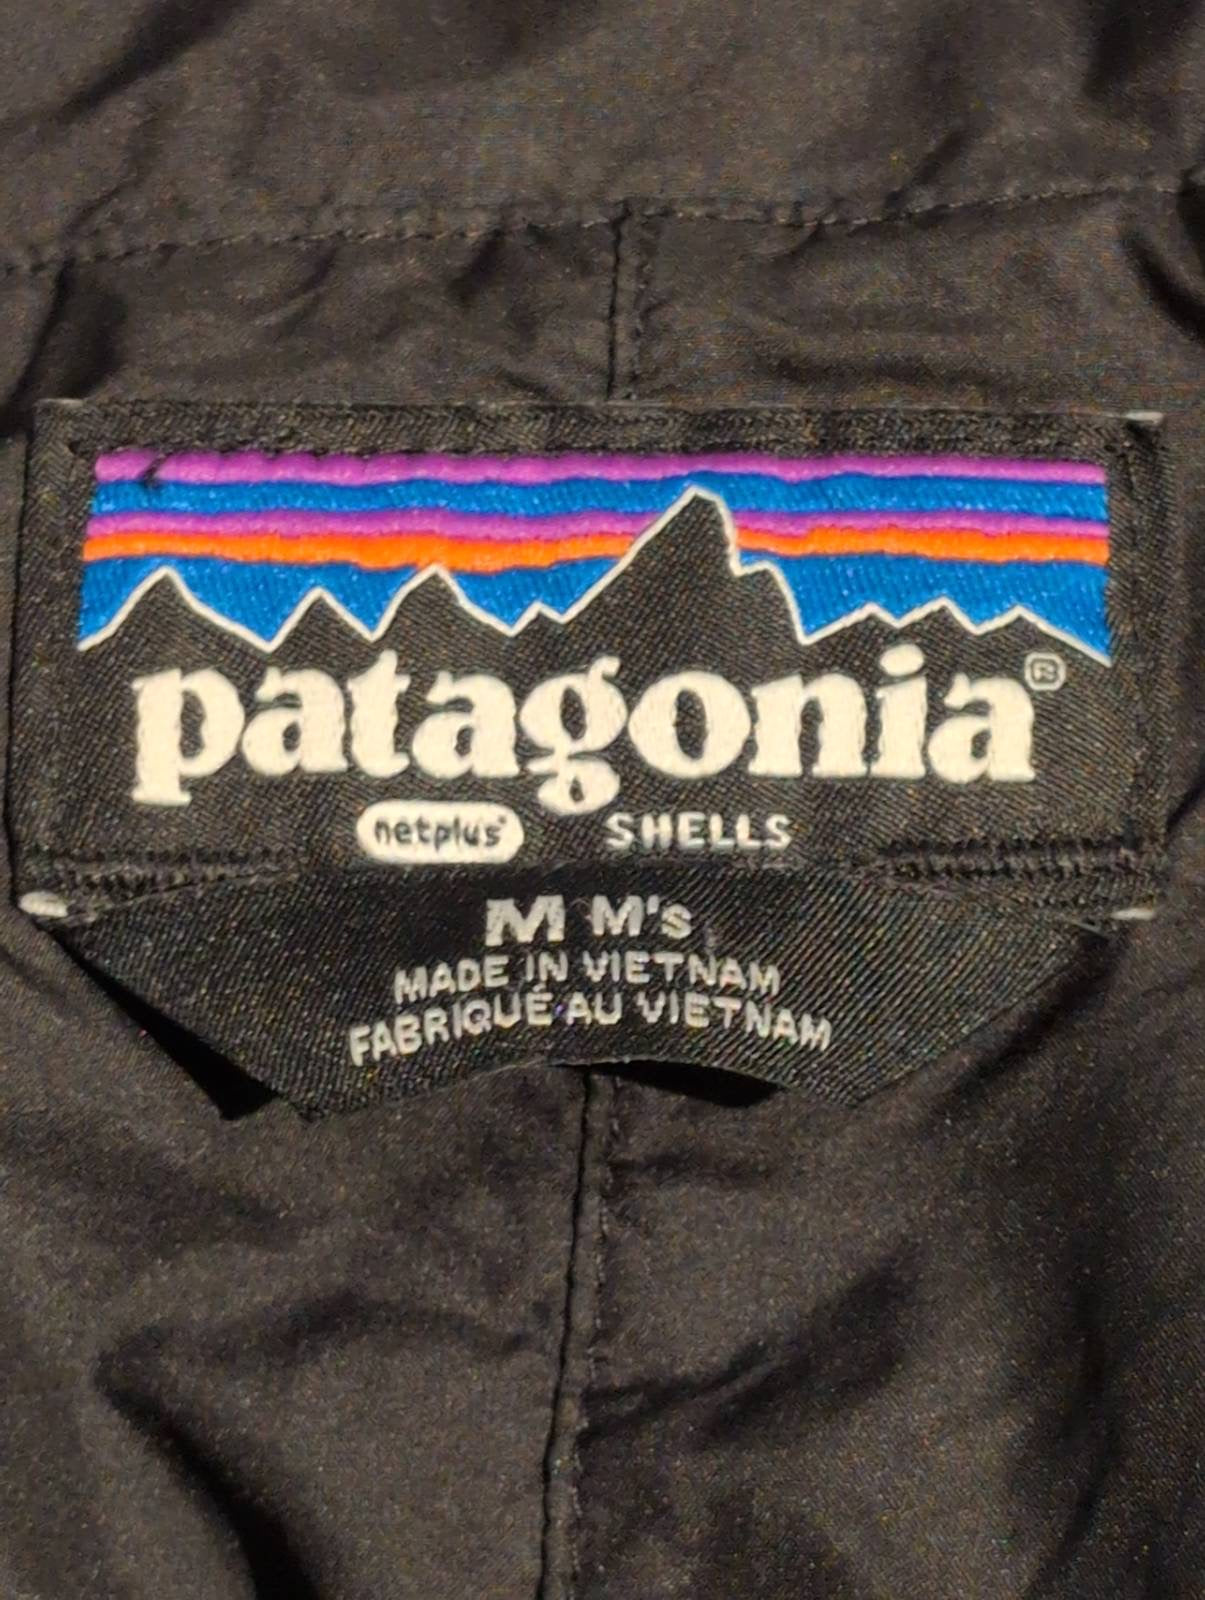 patagonia®
netplus® SHELLS
M M's
MADE IN VIETNAM
FABRIQUÉ AU VIETNAM